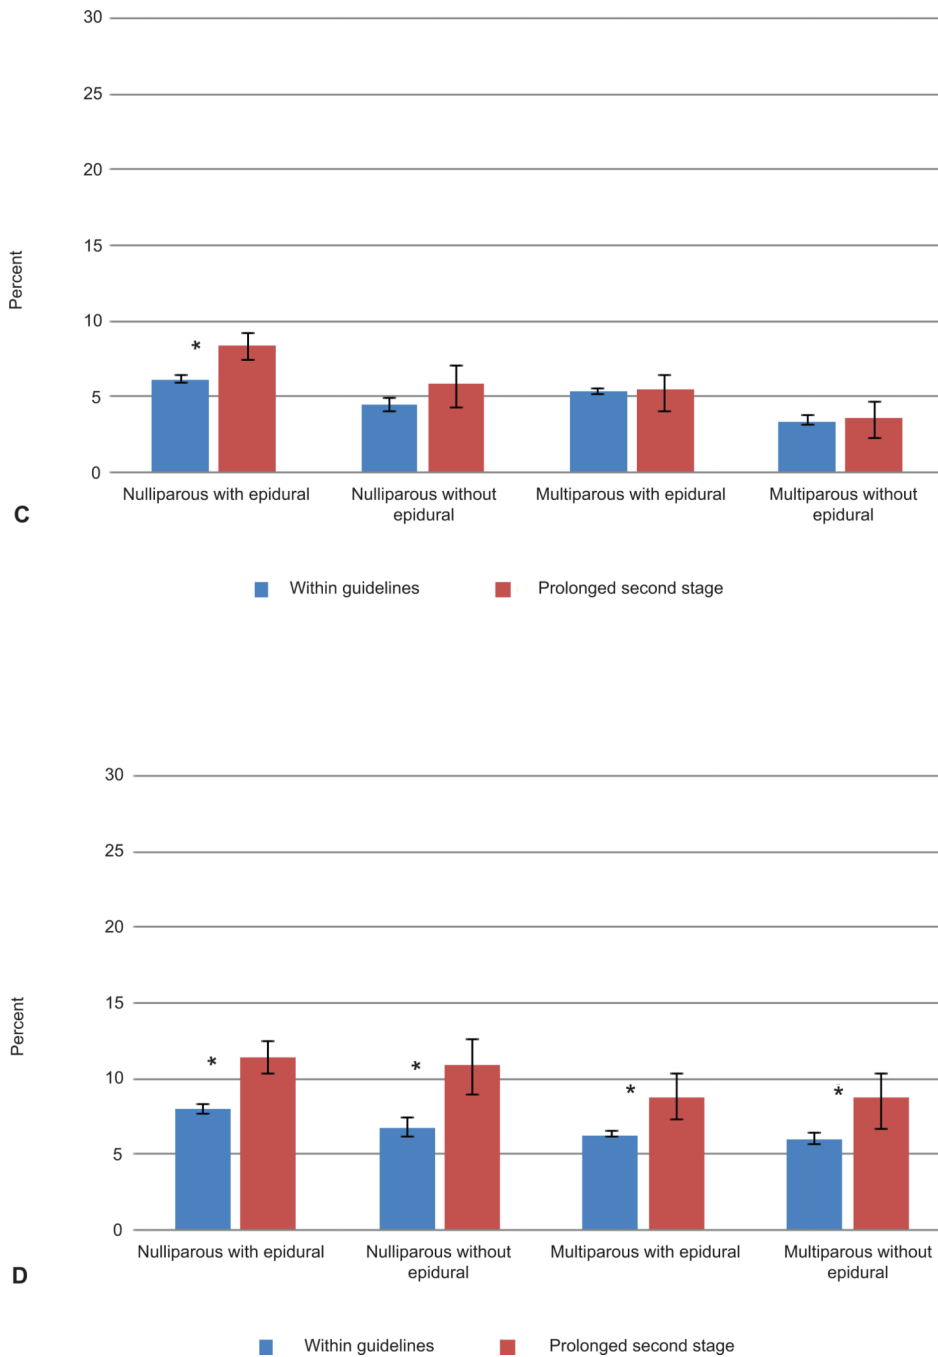 30
25
20
15
10
5
0
Percent
*
Nulliparous with epidural
Nulliparous without
epidural
Multiparous with epidural
Multiparous without
epidural
C
Within guidelines
Prolonged second stage
30
25
20
15
10
5
0
Percent
*
*
*
*
Nulliparous with epidural
Nulliparous without
epidural
Multiparous with epidural
Multiparous without
epidural
D
Within guidelines
Prolonged second stage